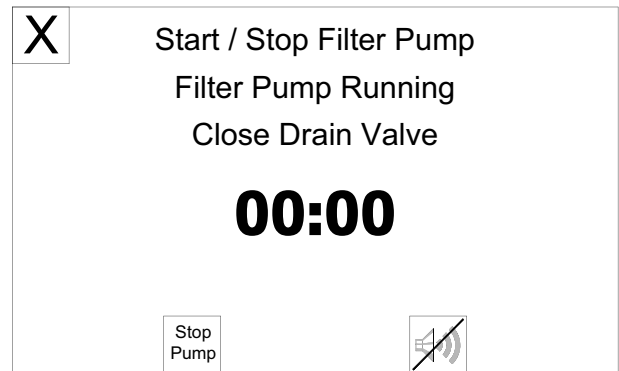 X
Start / Stop Filter Pump
Filter Pump Running
Close Drain Valve
00:00
Stop
Pump